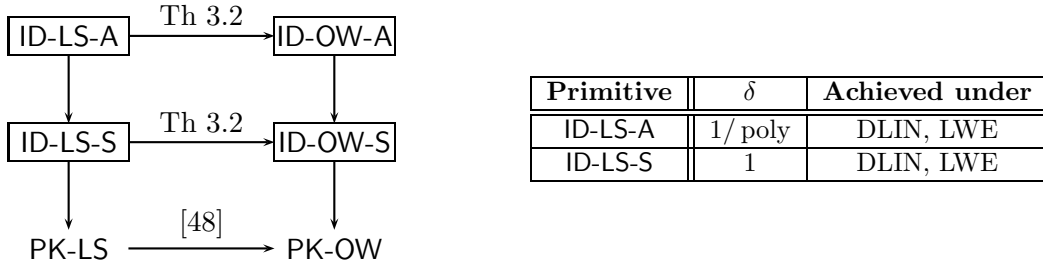 Th 3.2
ID-LS-A ID-OW-A
Th 3.2
ID-LS-S ID-OW-S
[48]
PK-LS PK-OW
Primitive δ Achieved under
ID-LS-A 1/ poly DLIN, LWE
ID-LS-S 1 DLIN, LWE